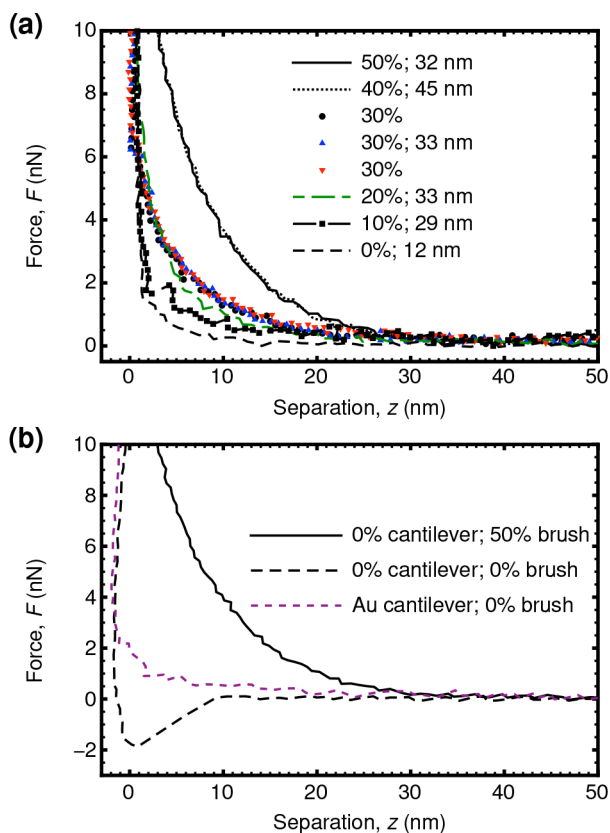 (a)
10
8
6
4
2
0
Force, F (nN)
50%; 32 nm
40%; 45 nm
30%
30%; 33 nm
30%
20%; 33 nm
10%; 29 nm
0%; 12 nm
0 10 20 30 40 50
Separation, z (nm)
(b)
10
8
6
4
2
0
−2
Force, F (nN)
0% cantilever; 50% brush
0% cantilever; 0% brush
Au cantilever; 0% brush
0 10 20 30 40 50
Separation, z (nm)